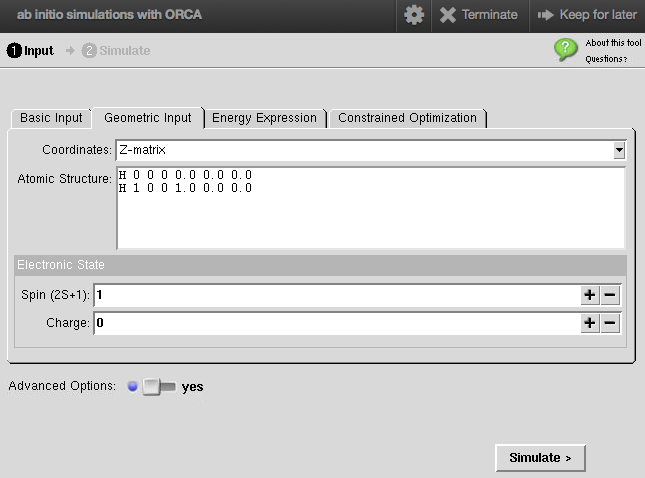 ab initio simulations with ORCA
Terminate
Keep for later
1 Input
2 Simulate
About this tool
Questions?
Basic Input
Geometric Input
Energy Expression
Constrained Optimization
Coordinates: Z-matrix
Atomic Structure:
H 0 0 0 0.0 0.0 0.0
H 1 0 0 1.0 0.0 0.0
Electronic State
Spin (2S+1): 1
Charge: 0
Advanced Options: yes
Simulate >